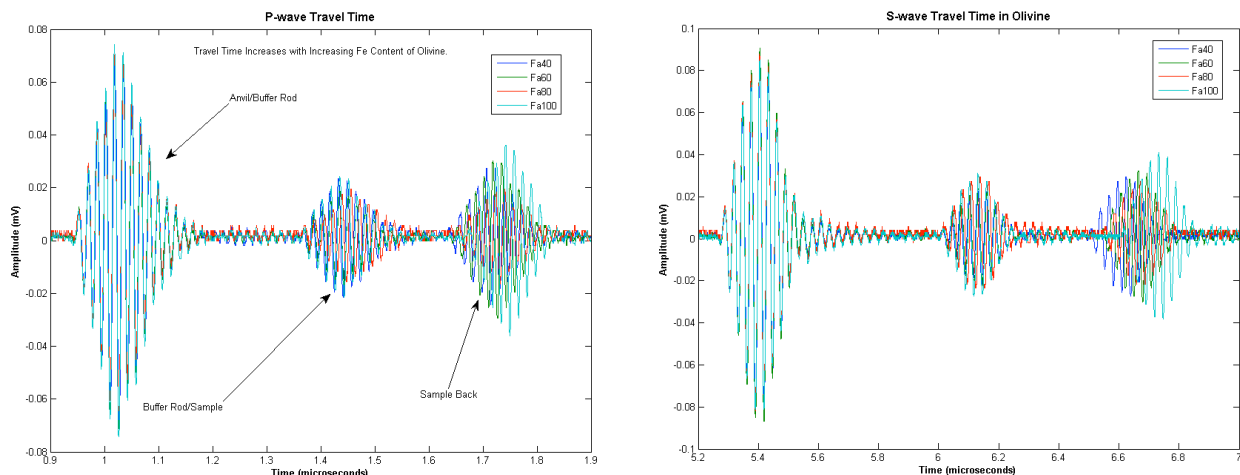 P-wave Travel Time
Travel Time Increases with Increasing Fe Content of Olivine.
Fa40
Fa60
Fa80
Fa100
Anvil/Buffer Rod
Buffer Rod/Sample
Sample Back
Amplitude (mV)
0.08
0.06
0.04
0.02
0
-0.02
-0.04
-0.06
-0.08
0.9 1 1.1 1.2 1.3 1.4 1.5 1.6 1.7 1.8 1.9
Time (microseconds)
S-wave Travel Time in Olivine
Fa40
Fa60
Fa80
Fa100
Amplitude (mV)
0.1
0.08
0.06
0.04
0.02
0
-0.02
-0.04
-0.06
-0.08
-0.1
5.2 5.4 5.6 5.8 6 6.2 6.4 6.6 6.8 7
Time (microseconds)